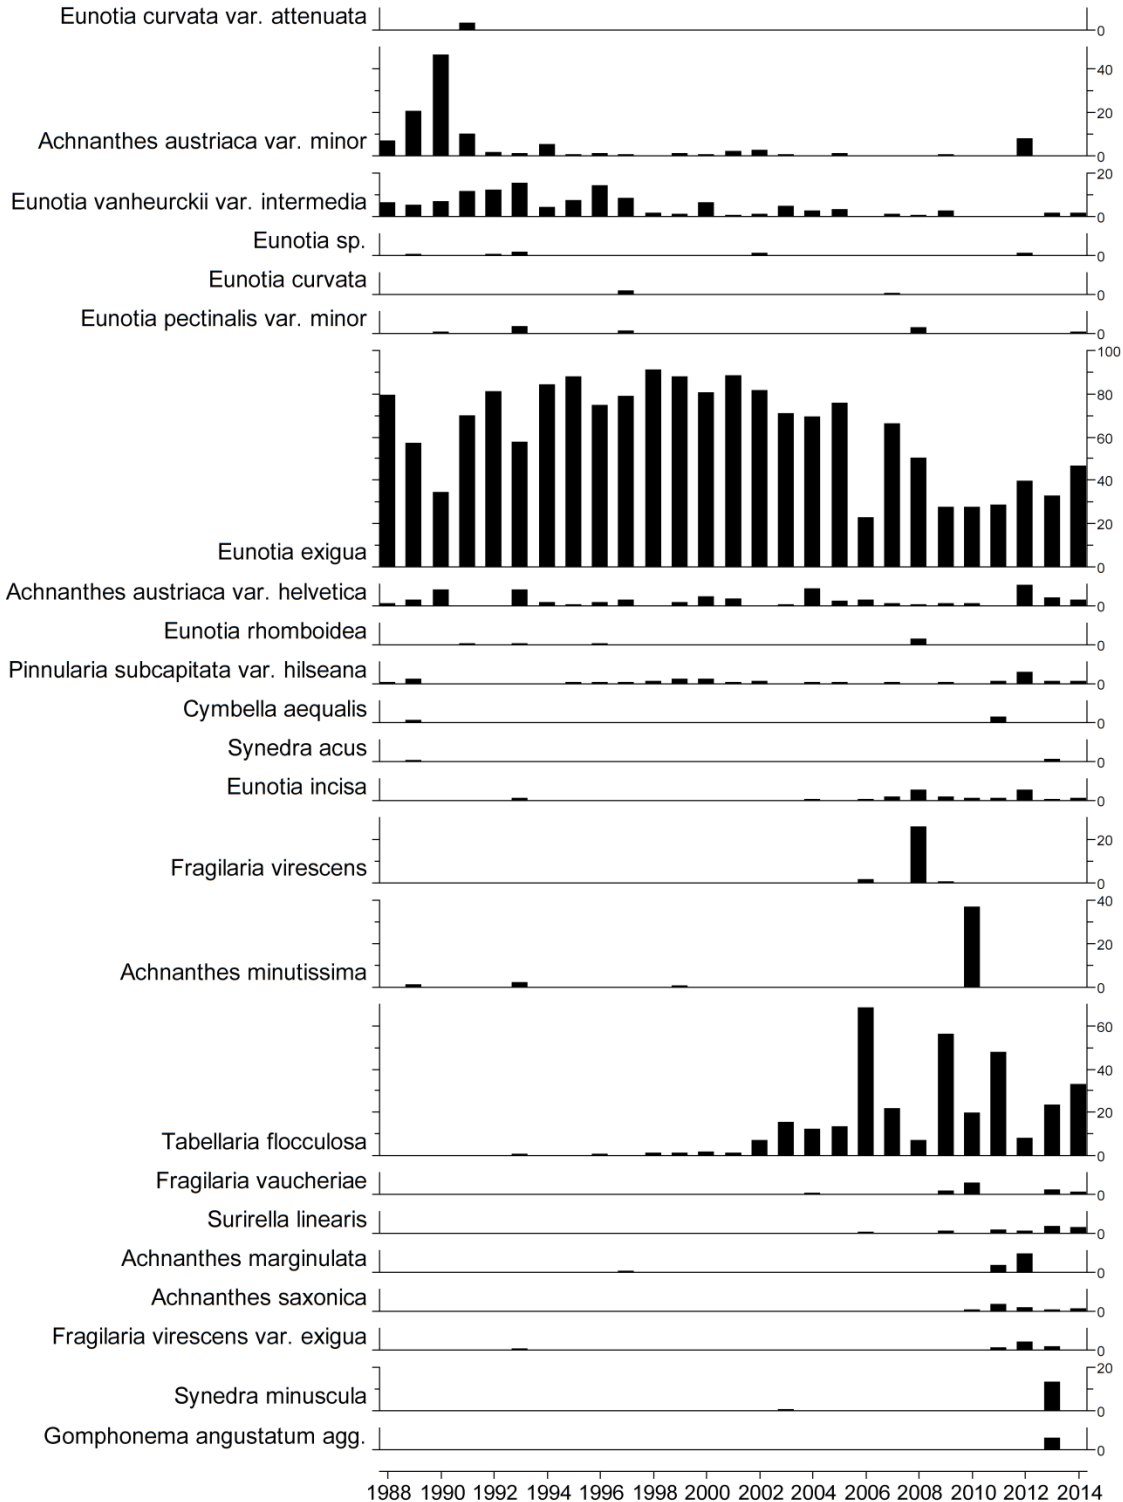 Eunotia curvata var. attenuata
0
40
20
Achnanthes austriaca var. minor
0
20
Eunotia vanheurckii var. intermedia
0
Eunotia sp.
0
Eunotia curvata
0
Eunotia pectinalis var. minor
0
100
80
60
40
20
Eunotia exigua
0
Achnanthes austriaca var. helvetica
0
Eunotia rhomboidea
0
Pinnularia subcapitata var. hilseana
0
Cymbella aequalis
0
Synedra acus
0
Eunotia incisa
0
20
Fragilaria virescens
0
40
20
Achnanthes minutissima
0
60
40
20
Tabellaria flocculosa
0
Fragilaria vaucheriae
0
Surirella linearis
0
Achnanthes marginulata
0
Achnanthes saxonica
0
Fragilaria virescens var. exigua
0
20
Synedra minuscula
0
Gomphonema angustatum agg.
0
1988 1990 1992 1994 1996 1998 2000 2002 2004 2006 2008 2010 2012 2014